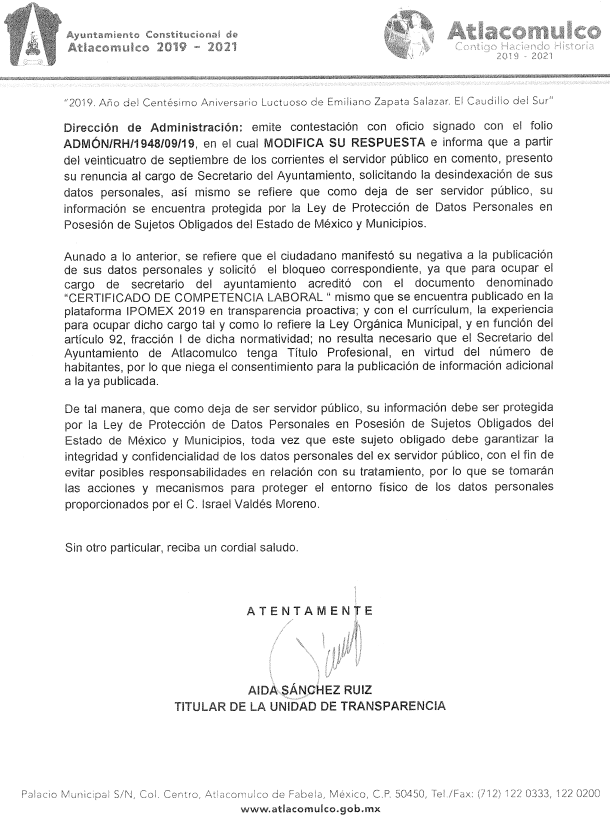 Ayuntamiento Constitucional de
Atlacomulco 2019 - 2021
Atlacomulco
Contigo Haciendo Historia
2019 - 2021
"2019. Año del Centésimo Aniversario Luctuoso de Emiliano Zapata Salazar. El Caudillo del Sur"
Dirección de Administración: emite contestación con oficio signado con el folio
ADMÓN/RH/1948/09/19, en el cual MODIFICA SU RESPUESTA e informa que a partir
del veinticuatro de septiembre de los corrientes el servidor público en comento, presento
su renuncia al cargo de Secretario del Ayuntamiento, solicitando la desindexación de sus
datos personales, así mismo se refiere que como deja de ser servidor público, su
información se encuentra protegida por la Ley de Protección de Datos Personales en
Posesión de Sujetos Obligados del Estado de México y Municipios.
Aunado a lo anterior, se refiere que el ciudadano manifestó su negativa a la publicación
de sus datos personales y solicitó el bloqueo correspondiente, ya que para ocupar el
cargo de secretario del ayuntamiento acreditó con el documento denominado
"CERTIFICADO DE COMPETENCIA LABORAL " mismo que se encuentra publicado en la
plataforma IPOMEX 2019 en transparencia proactiva; y con el currículum, la experiencia
para ocupar dicho cargo tal y como lo refiere la Ley Orgánica Municipal, y en función del
artículo 92, fracción I de dicha normatividad; no resulta necesario que el Secretario del
Ayuntamiento de Atlacomulco tenga Título Profesional, en virtud del número de
habitantes, por lo que niega el consentimiento para la publicación de información adicional
a la ya publicada.
De tal manera, que como deja de ser servidor público, su información debe ser protegida
por la Ley de Protección de Datos Personales en Posesión de Sujetos Obligados del
Estado de México y Municipios, toda vez que este sujeto obligado debe garantizar la
integridad y confidencialidad de los datos personales del ex servidor público, con el fin de
evitar posibles responsabilidades en relación con su tratamiento, por lo que se tomarán
las acciones y mecanismos para proteger el entorno físico de los datos personales
proporcionados por el C. Israel Valdés Moreno.
Sin otro particular, reciba un cordial saludo.
A T E N T A M E N T E
AIDA SÁNCHEZ RUIZ
TITULAR DE LA UNIDAD DE TRANSPARENCIA
Palacio Municipal S/N, Col. Centro, Atlacomulco de Fabela, México, C.P. 50450, Tel./Fax: (712) 122 0333, 122 0200
www.atlacomulco.gob.mx